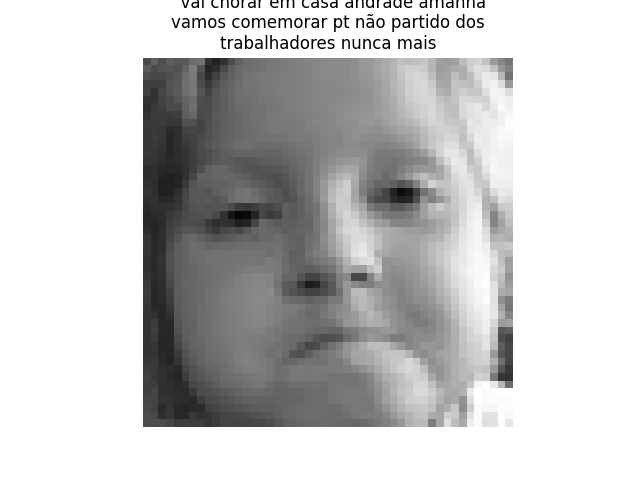 vai chorar em casa andrade amanhã
vamos comemorar pt não partido dos
trabalhadores nunca mais